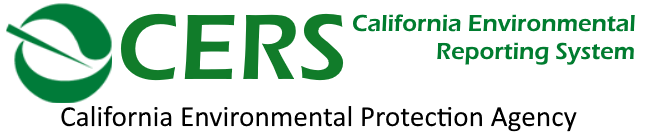 CERS
California Environmental
Reporting System
California Environmental Protection Agency